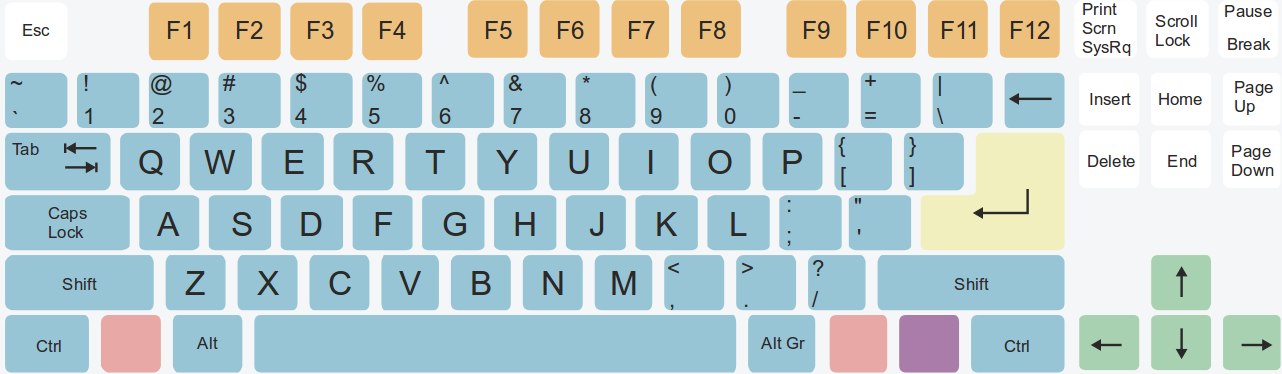 Esc F1 F2 F3 F4 F5 F6 F7 F8 F9 F10 F11 F12
Print
Scrn
SysRq
Scroll
Lock
Pause
Break
~ ! @ # $ % ^ & * ( ) _ + |
` 1 2 3 4 5 6 7 8 9 0 - = \
Insert Home
Page
Up
Tab Q W E R T Y U I O P { }
[ ]
Delete End
Page
Down
Caps
Lock
A S D F G H J K L : "
; '
Shift Z X C V B N M < > ? Shift
, . /
Ctrl Alt Alt Gr Ctrl